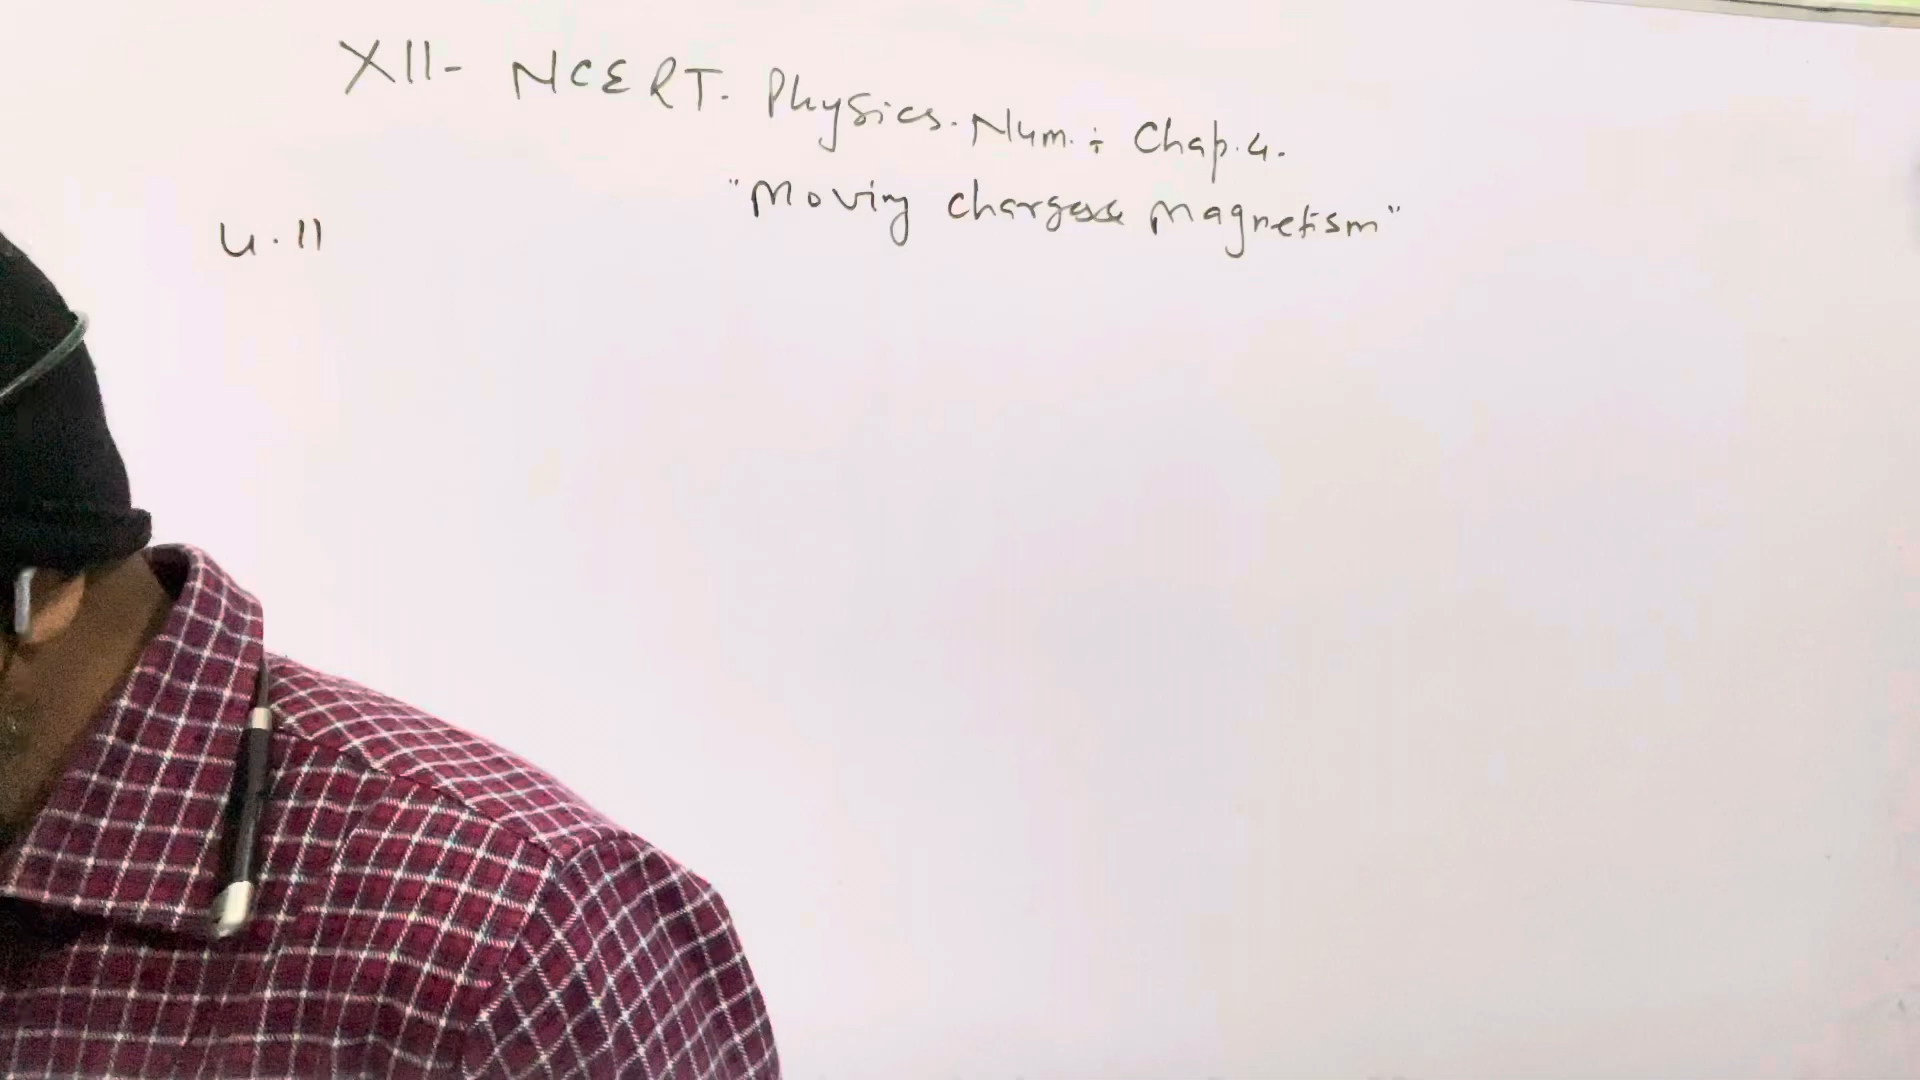 XII- NCERT. Physics. Num. : Chap. 4.
"Moving charges & Magnetism"
4.11